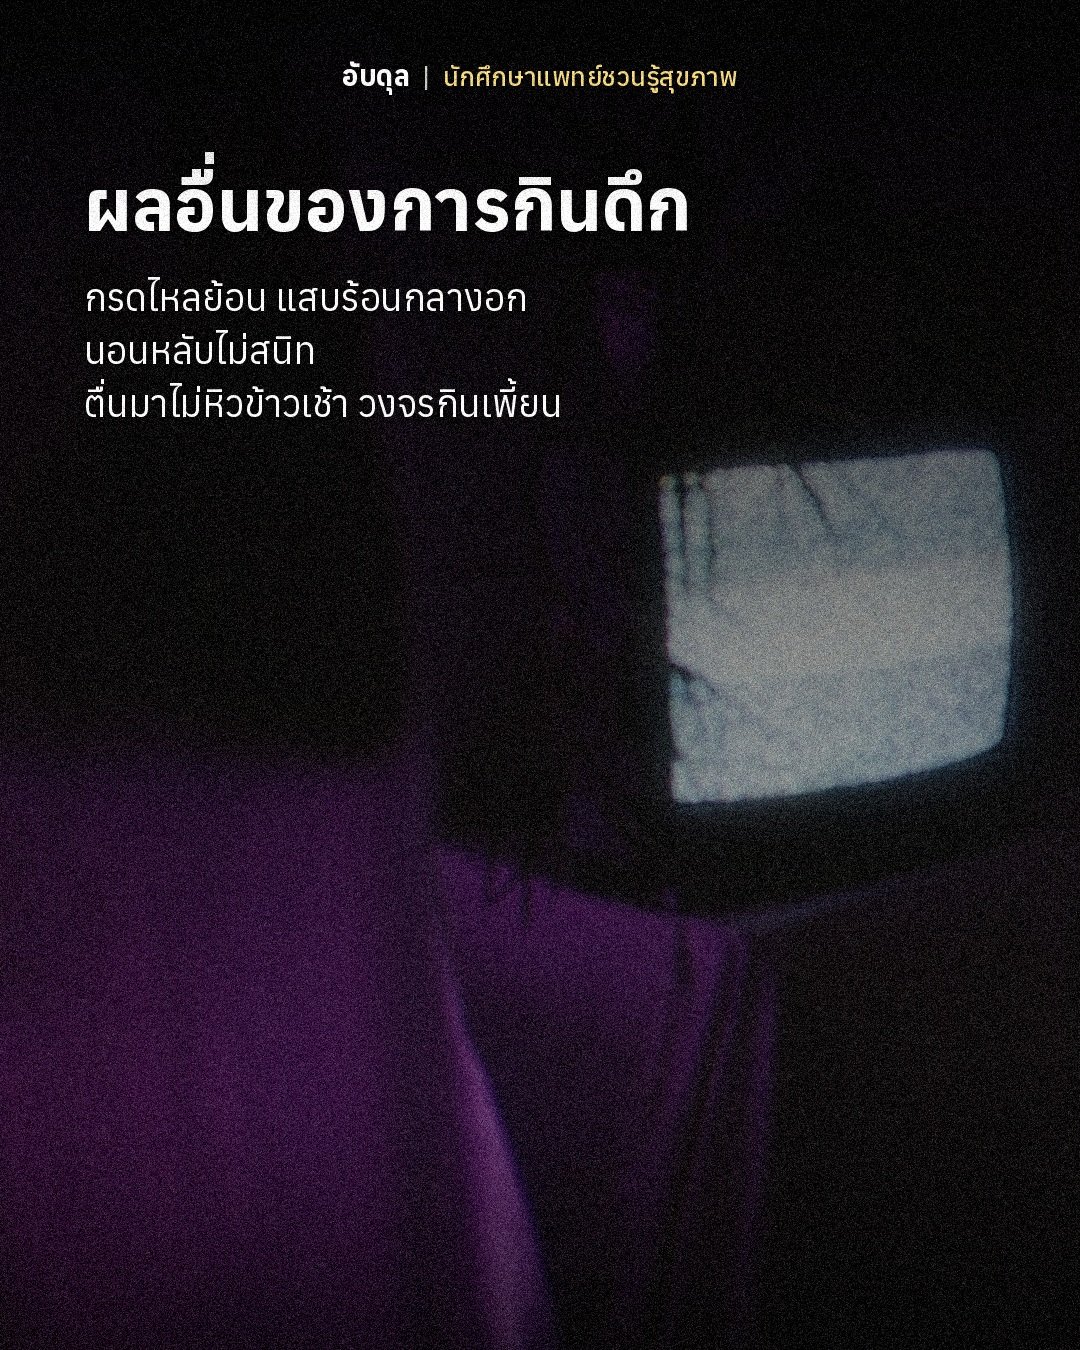 อับดุล | นักศึกษาแพทย์ชวนรู้สุขภาพ
ผลอื่นของการกินดึก
กรดไหลย้อน แสบร้อนกลางอก
นอนหลับไม่สนิท
ตื่นมาไม่หิวข้าวเช้า วงจรกินเพี้ยน